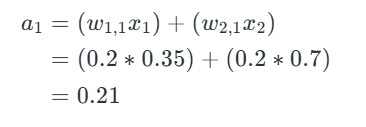 a₁ = (w₁,₁x₁) + (w₂,₁x₂)
= (0.2 * 0.35) + (0.2 * 0.7)
= 0.21